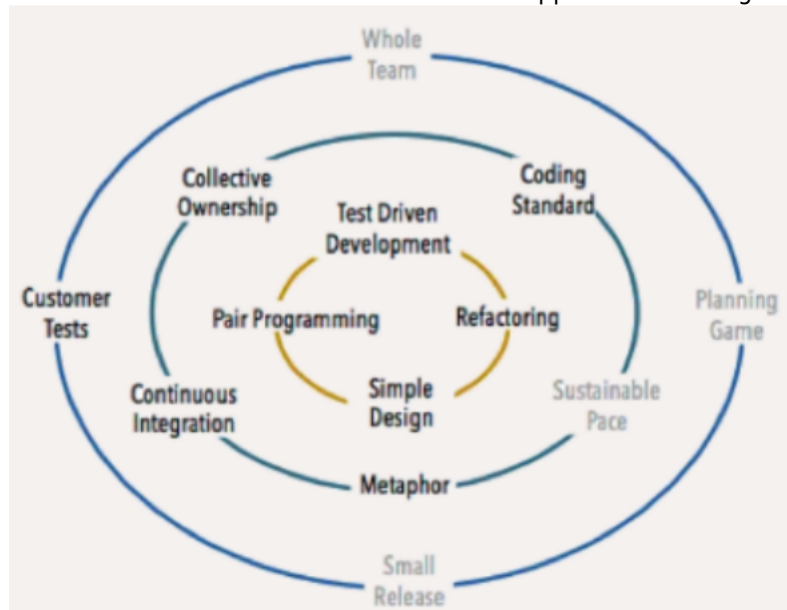 Whole
Team
Collective
Ownership
Coding
Standard
Test Driven
Development
Customer
Tests
Pair Programming
Refactoring
Planning
Game
Continuous
Integration
Simple
Design
Sustainable
Pace
Metaphor
Small
Release